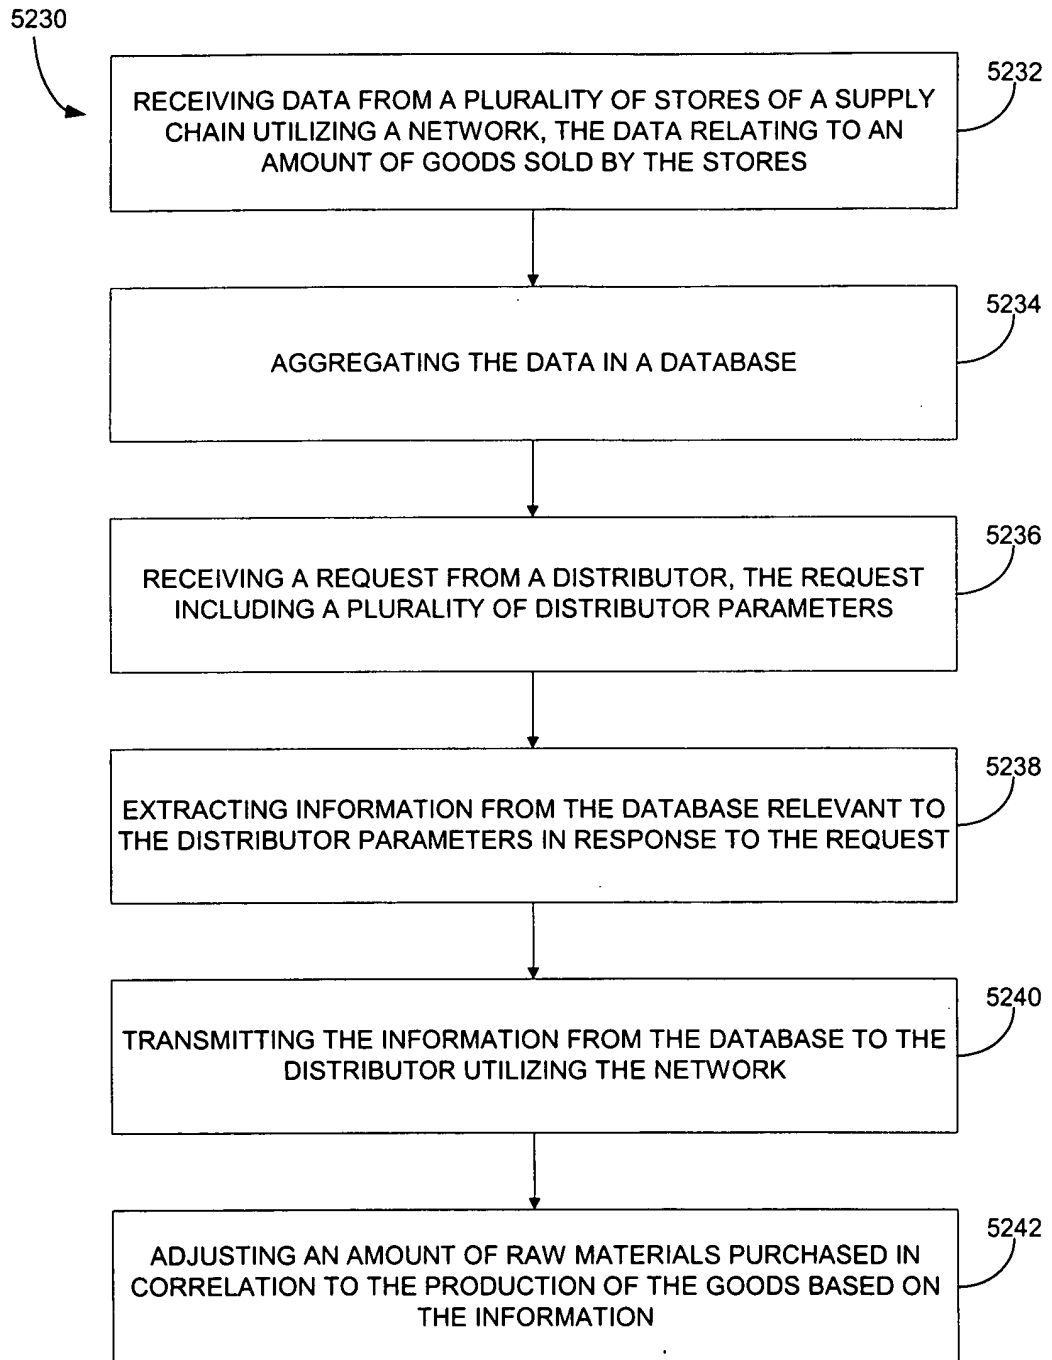 5230
5232
RECEIVING DATA FROM A PLURALITY OF STORES OF A SUPPLY
CHAIN UTILIZING A NETWORK, THE DATA RELATING TO AN
AMOUNT OF GOODS SOLD BY THE STORES
5234
AGGREGATING THE DATA IN A DATABASE
5236
RECEIVING A REQUEST FROM A DISTRIBUTOR, THE REQUEST
INCLUDING A PLURALITY OF DISTRIBUTOR PARAMETERS
5238
EXTRACTING INFORMATION FROM THE DATABASE RELEVANT TO
THE DISTRIBUTOR PARAMETERS IN RESPONSE TO THE REQUEST
5240
TRANSMITTING THE INFORMATION FROM THE DATABASE TO THE
DISTRIBUTOR UTILIZING THE NETWORK
5242
ADJUSTING AN AMOUNT OF RAW MATERIALS PURCHASED IN
CORRELATION TO THE PRODUCTION OF THE GOODS BASED ON
THE INFORMATION